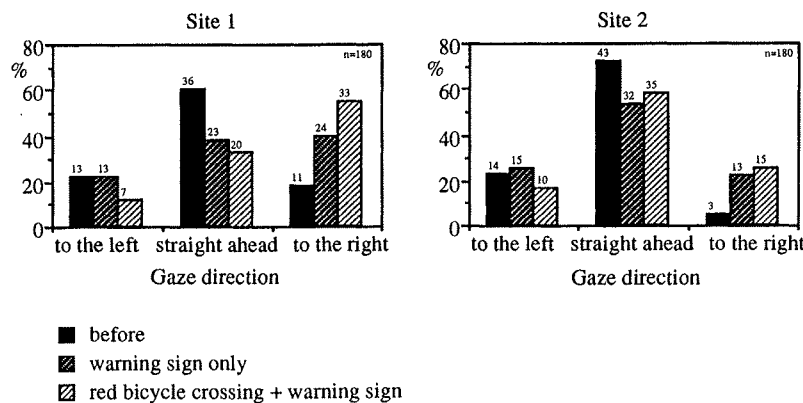 Site 1
80
%
60
40
20
0
n=180
13
13
7
36
23
20
11
24
33
to the left
straight ahead
to the right
Gaze direction
Site 2
80
%
60
40
20
0
n=180
14
15
10
43
32
35
3
13
15
to the left
straight ahead
to the right
Gaze direction
before
warning sign only
red bicycle crossing + warning sign